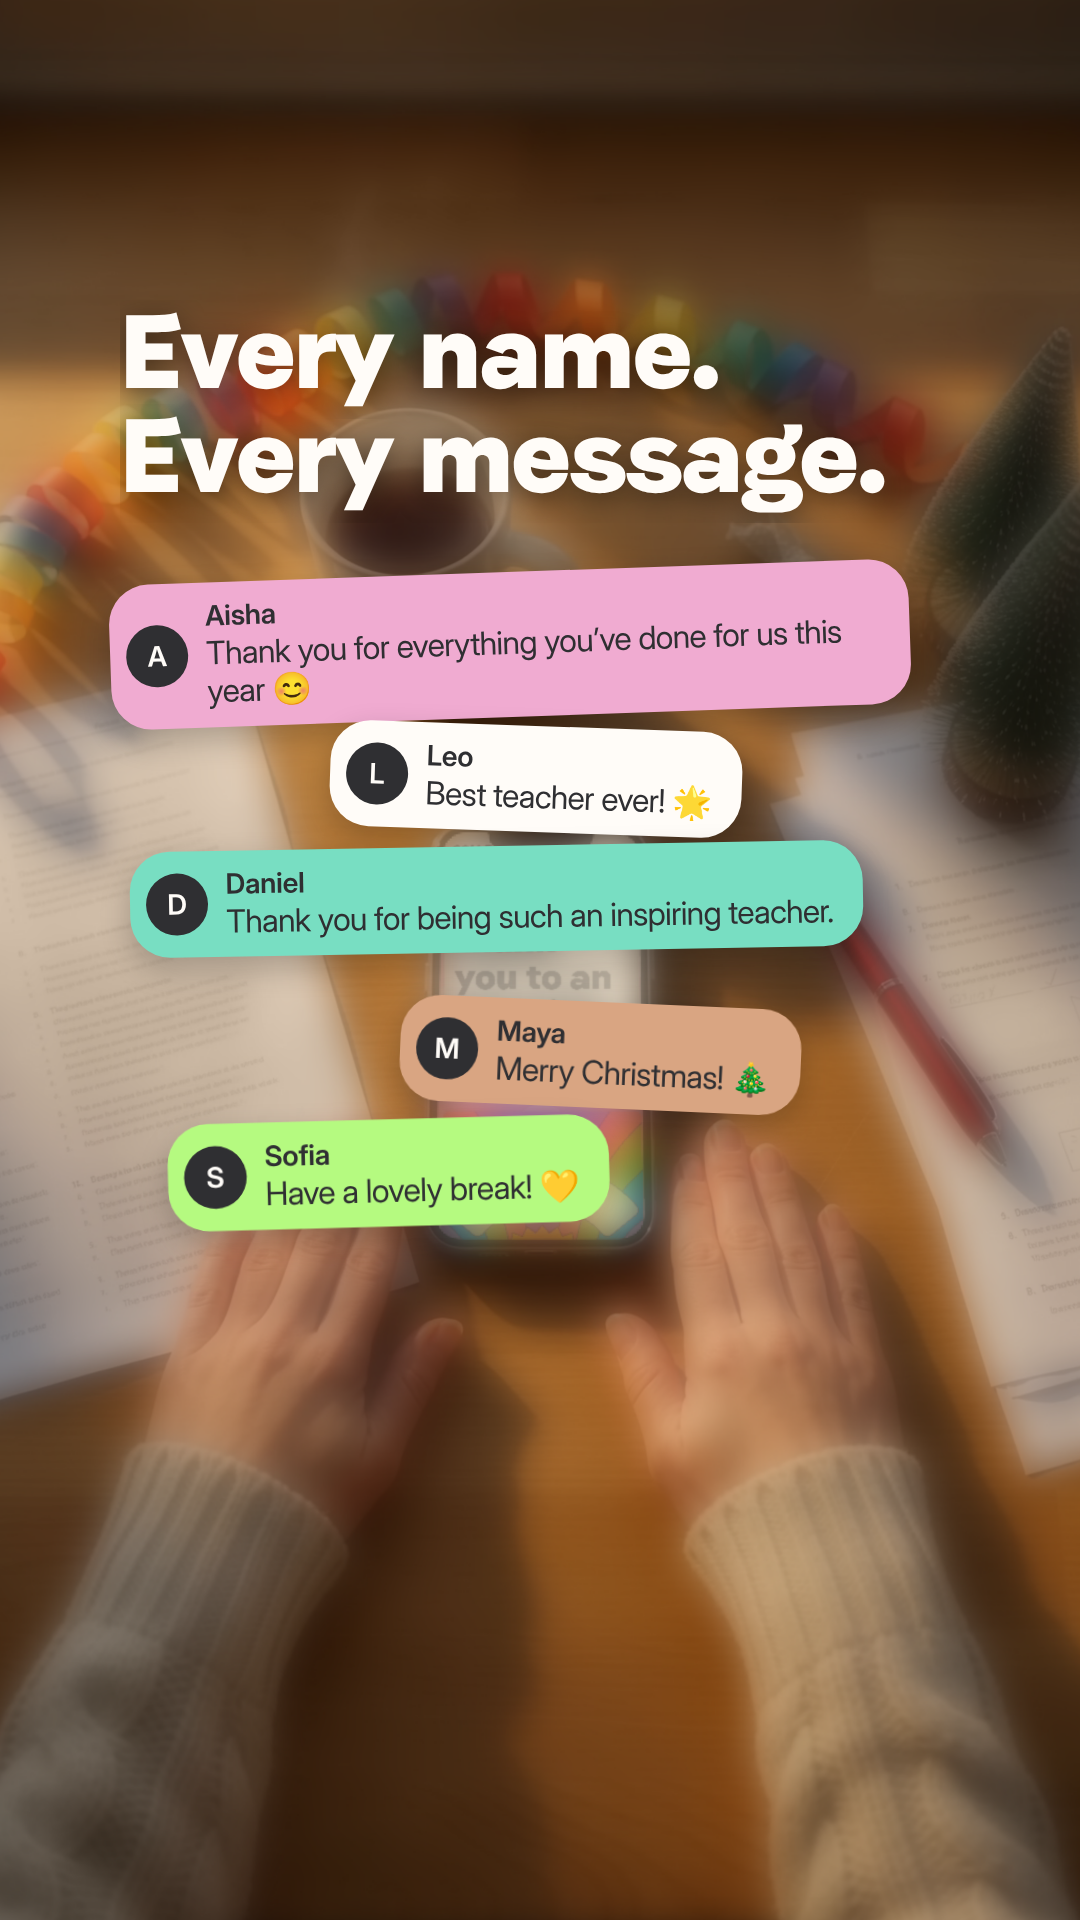 Every name.
Every message.
A
Aisha
Thank you for everything you’ve done for us this
year 😊
L
Leo
Best teacher ever! 🌟
D
Daniel
Thank you for being such an inspiring teacher.
you to an
M
Maya
Merry Christmas! 🎄
S
Sofia
Have a lovely break! 💛